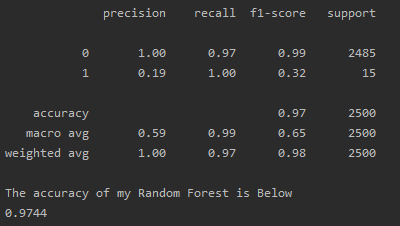 precision recall f1-score support
0 1.00 0.97 0.99 2485
1 0.19 1.00 0.32 15
accuracy 0.97 2500
macro avg 0.59 0.99 0.65 2500
weighted avg 1.00 0.97 0.98 2500
The accuracy of my Random Forest is Below
0.9744